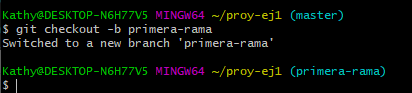 Kathy@DESKTOP-N6H77V5 MINGW64 ~/proy-ej1 (master)
$ git checkout -b primera-rama
Switched to a new branch 'primera-rama'
Kathy@DESKTOP-N6H77V5 MINGW64 ~/proy-ej1 (primera-rama)
$